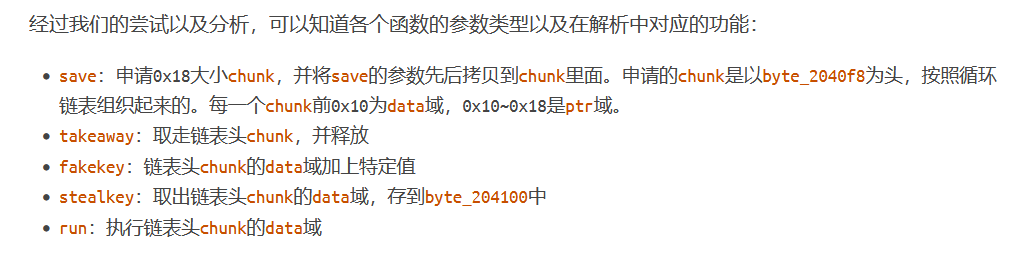 经过我们的尝试以及分析，可以知道各个函数的参数类型以及在解析中对应的功能：
• save：申请0x18大小chunk，并将save的参数先后拷贝到chunk里面。申请的chunk是以byte_2040f8为头，按照循环
链表组织起来的。每一个chunk前0x10为data域，0x10~0x18是ptr域。
• takeaway：取走链表头chunk，并释放
• fakekey：链表头chunk的data域加上特定值
• stealkey：取出链表头chunk的data域，存到byte_204100中
• run：执行链表头chunk的data域